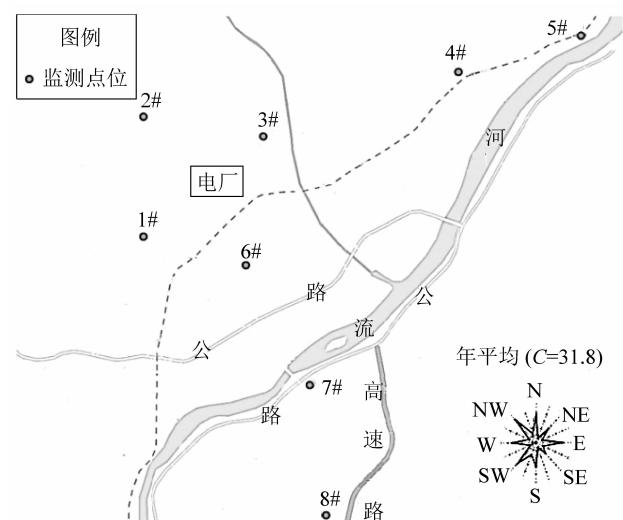 图例
监测点位
5#
4#
2#
3#
河
电厂
1#
6#
路
公
流
公
年平均 (C=31.8)
7#
高
路
速
8#
路
N
NW
NE
W
E
SW
SE
S